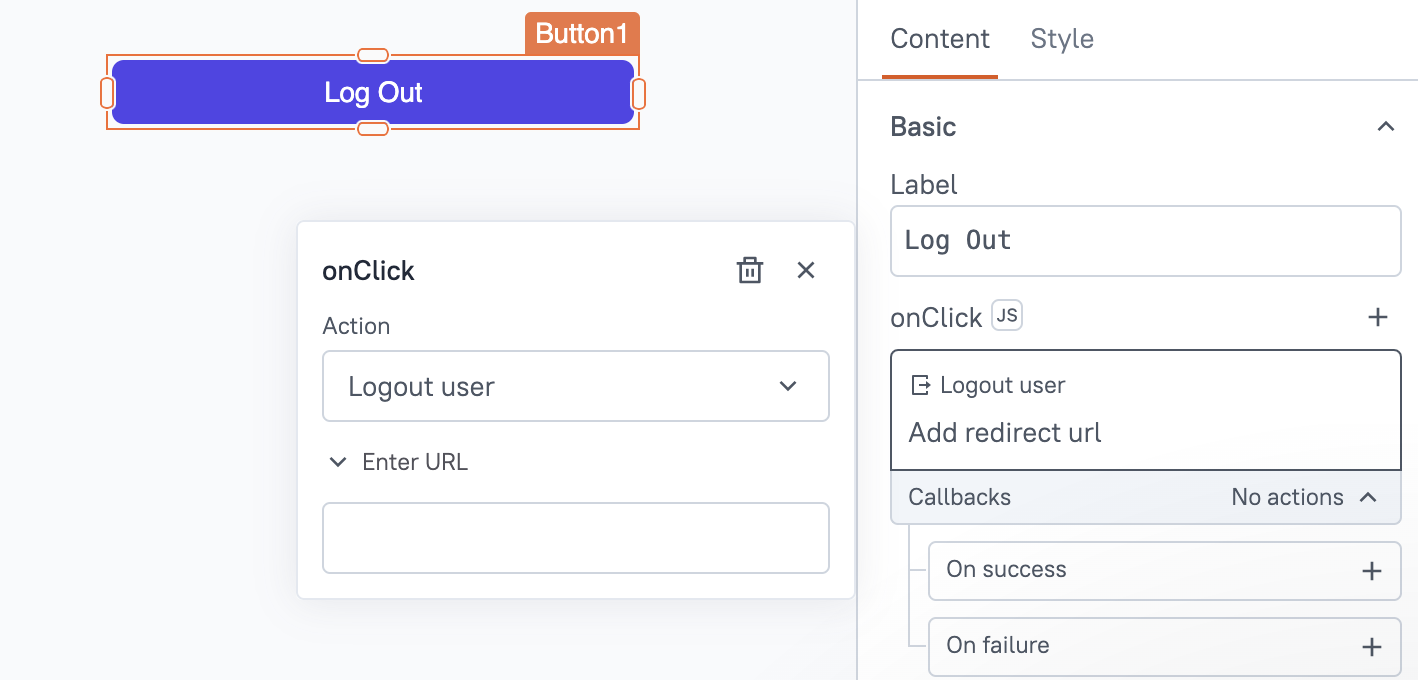 Button1
Log Out
onClick
Action
Logout user
Enter URL
Content Style
Basic
Label
Log Out
onClick JS
Logout user
Add redirect url
Callbacks No actions
On success
On failure